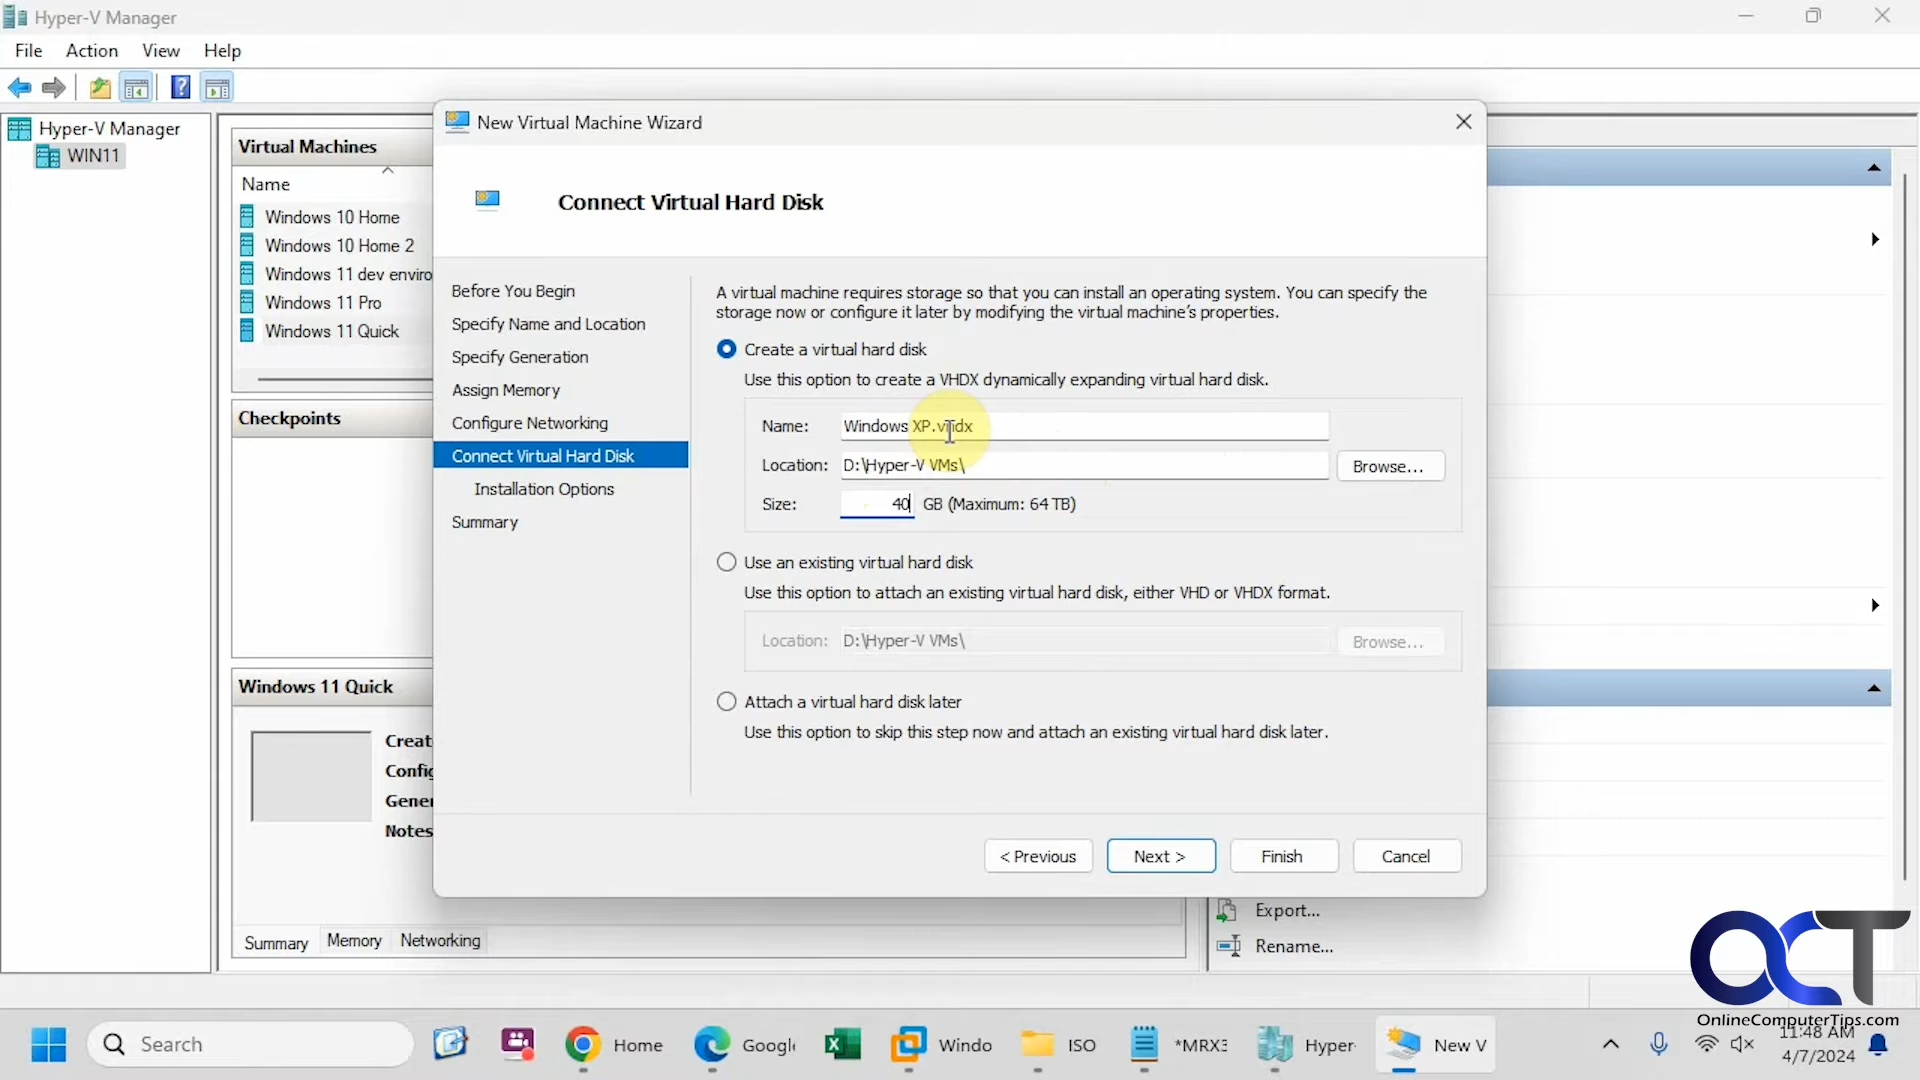 Hyper-V Manager
File Action View Help
Hyper-V Manager
WIN11
Virtual Machines
Name
Windows 10 Home
Windows 10 Home 2
Windows 11 dev enviro
Windows 11 Pro
Windows 11 Quick
Checkpoints
Windows 11 Quick
Creat
Config
Gener
Notes
Summary Memory Networking
New Virtual Machine Wizard
Connect Virtual Hard Disk
Before You Begin
Specify Name and Location
Specify Generation
Assign Memory
Configure Networking
Connect Virtual Hard Disk
Installation Options
Summary
A virtual machine requires storage so that you can install an operating system. You can specify the
storage now or configure it later by modifying the virtual machine's properties.
Create a virtual hard disk
Use this option to create a VHDX dynamically expanding virtual hard disk.
Name: Windows XP.vhdx
Location: D:\Hyper-V VMs\ Browse...
Size: 40 GB (Maximum: 64 TB)
Use an existing virtual hard disk
Use this option to attach an existing virtual hard disk, either VHD or VHDX format.
Location: D:\Hyper-V VMs\ Browse...
Attach a virtual hard disk later
Use this option to skip this step now and attach an existing virtual hard disk later.
< Previous Next > Finish Cancel
Export...
Rename...
OCT
OnlineComputerTips.com
Search Home Googl Windo ISO *MRX3 Hyper- New V
11:48 AM
4/7/2024